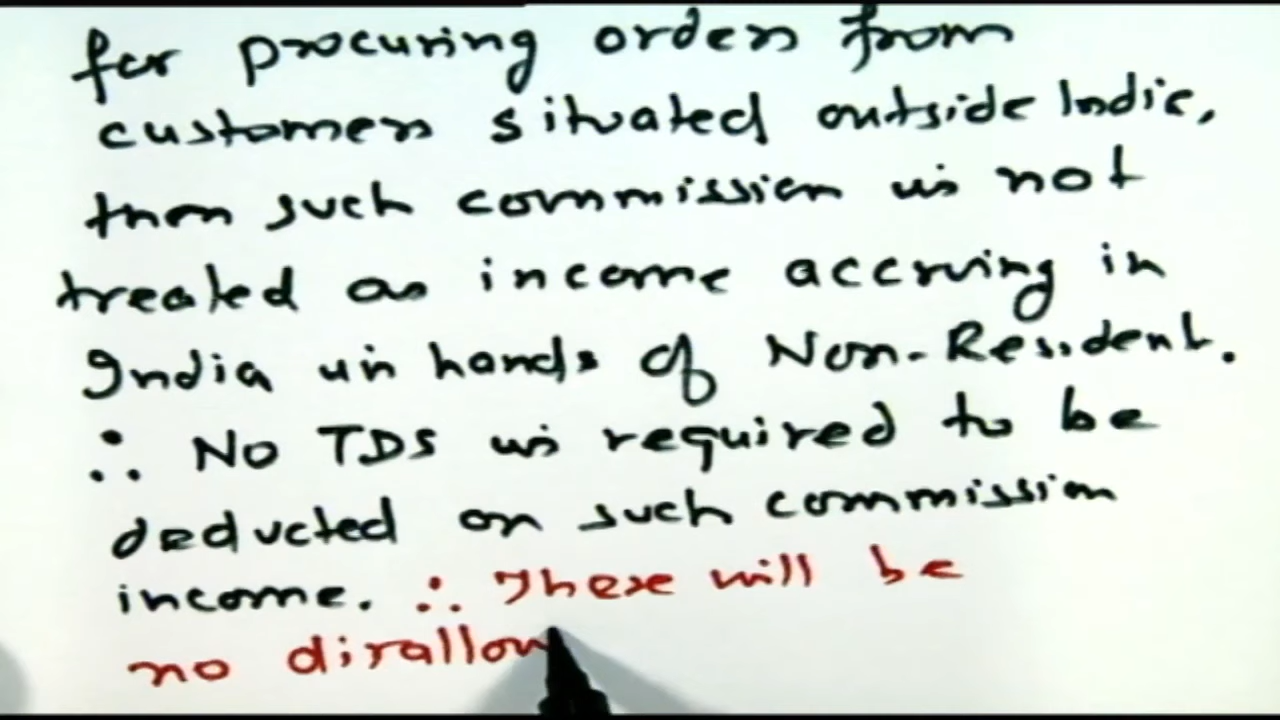 for procuring orders from
customers situated outside India,
then such commission is not
treated as income accruing in
India in hands of Non-Resident.
∴ No TDS is required to be
deducted on such commission
income. ∴ There will be
no disallow